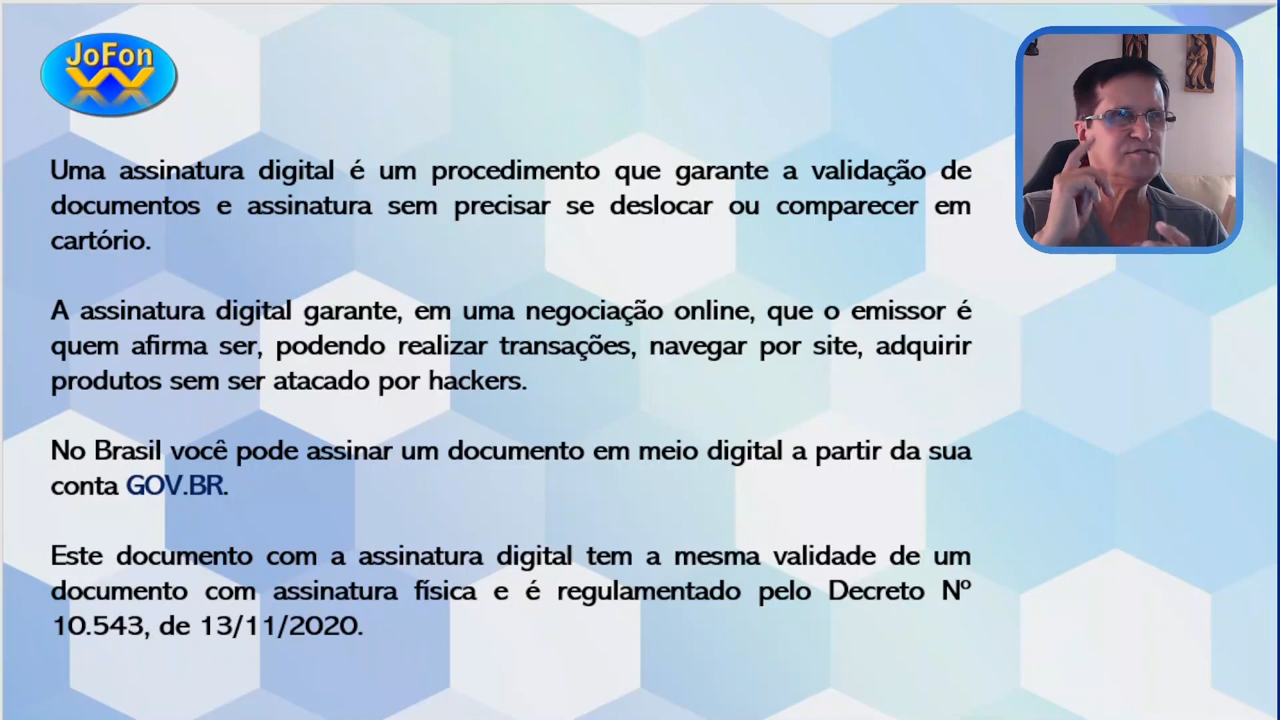 JoFon
Uma assinatura digital é um procedimento que garante a validação de
documentos e assinatura sem precisar se deslocar ou comparecer em
cartório.
A assinatura digital garante, em uma negociação online, que o emissor é
quem afirma ser, podendo realizar transações, navegar por site, adquirir
produtos sem ser atacado por hackers.
No Brasil você pode assinar um documento em meio digital a partir da sua
conta GOV.BR.
Este documento com a assinatura digital tem a mesma validade de um
documento com assinatura física e é regulamentado pelo Decreto Nº
10.543, de 13/11/2020.